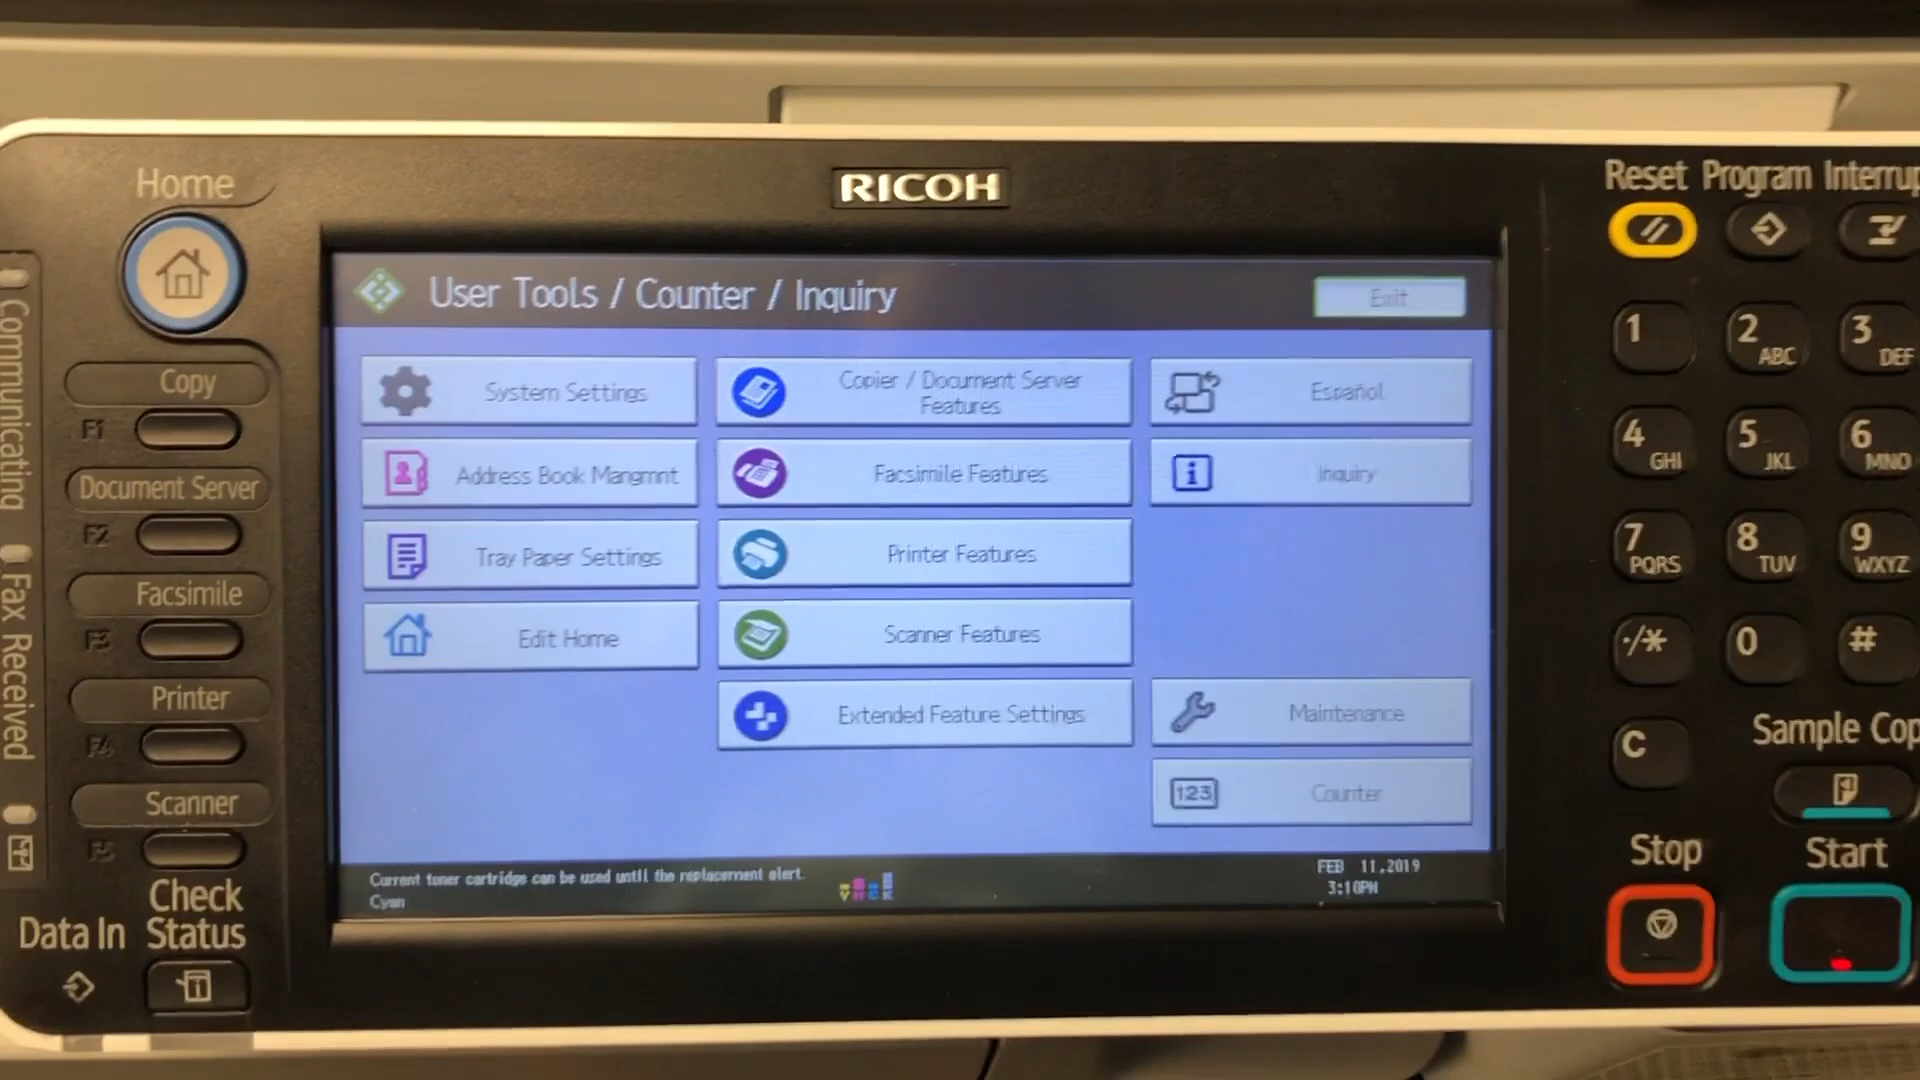 Home
RICOH
Reset Program Interrup
User Tools / Counter / Inquiry
Exit
System Settings
Copier / Document Server
Features
Español
Address Book Mangmnt
Facsimile Features
Inquiry
Tray Paper Settings
Printer Features
Edit Home
Scanner Features
Extended Feature Settings
Maintenance
123
Counter
Current toner cartridge can be used until the replacement alert.
Cyan
Y M C K
FEB 11,2019
3:10PM
Communicating
Fax Received
Copy
F1
Document Server
F2
Facsimile
F3
Printer
F4
Scanner
F5
Check
Status
Data In
1
2 ABC
3 DEF
4 GHI
5 JKL
6 MNO
7 PQRS
8 TUV
9 WXYZ
·/*
0
#
C
Sample Cop
Stop
Start